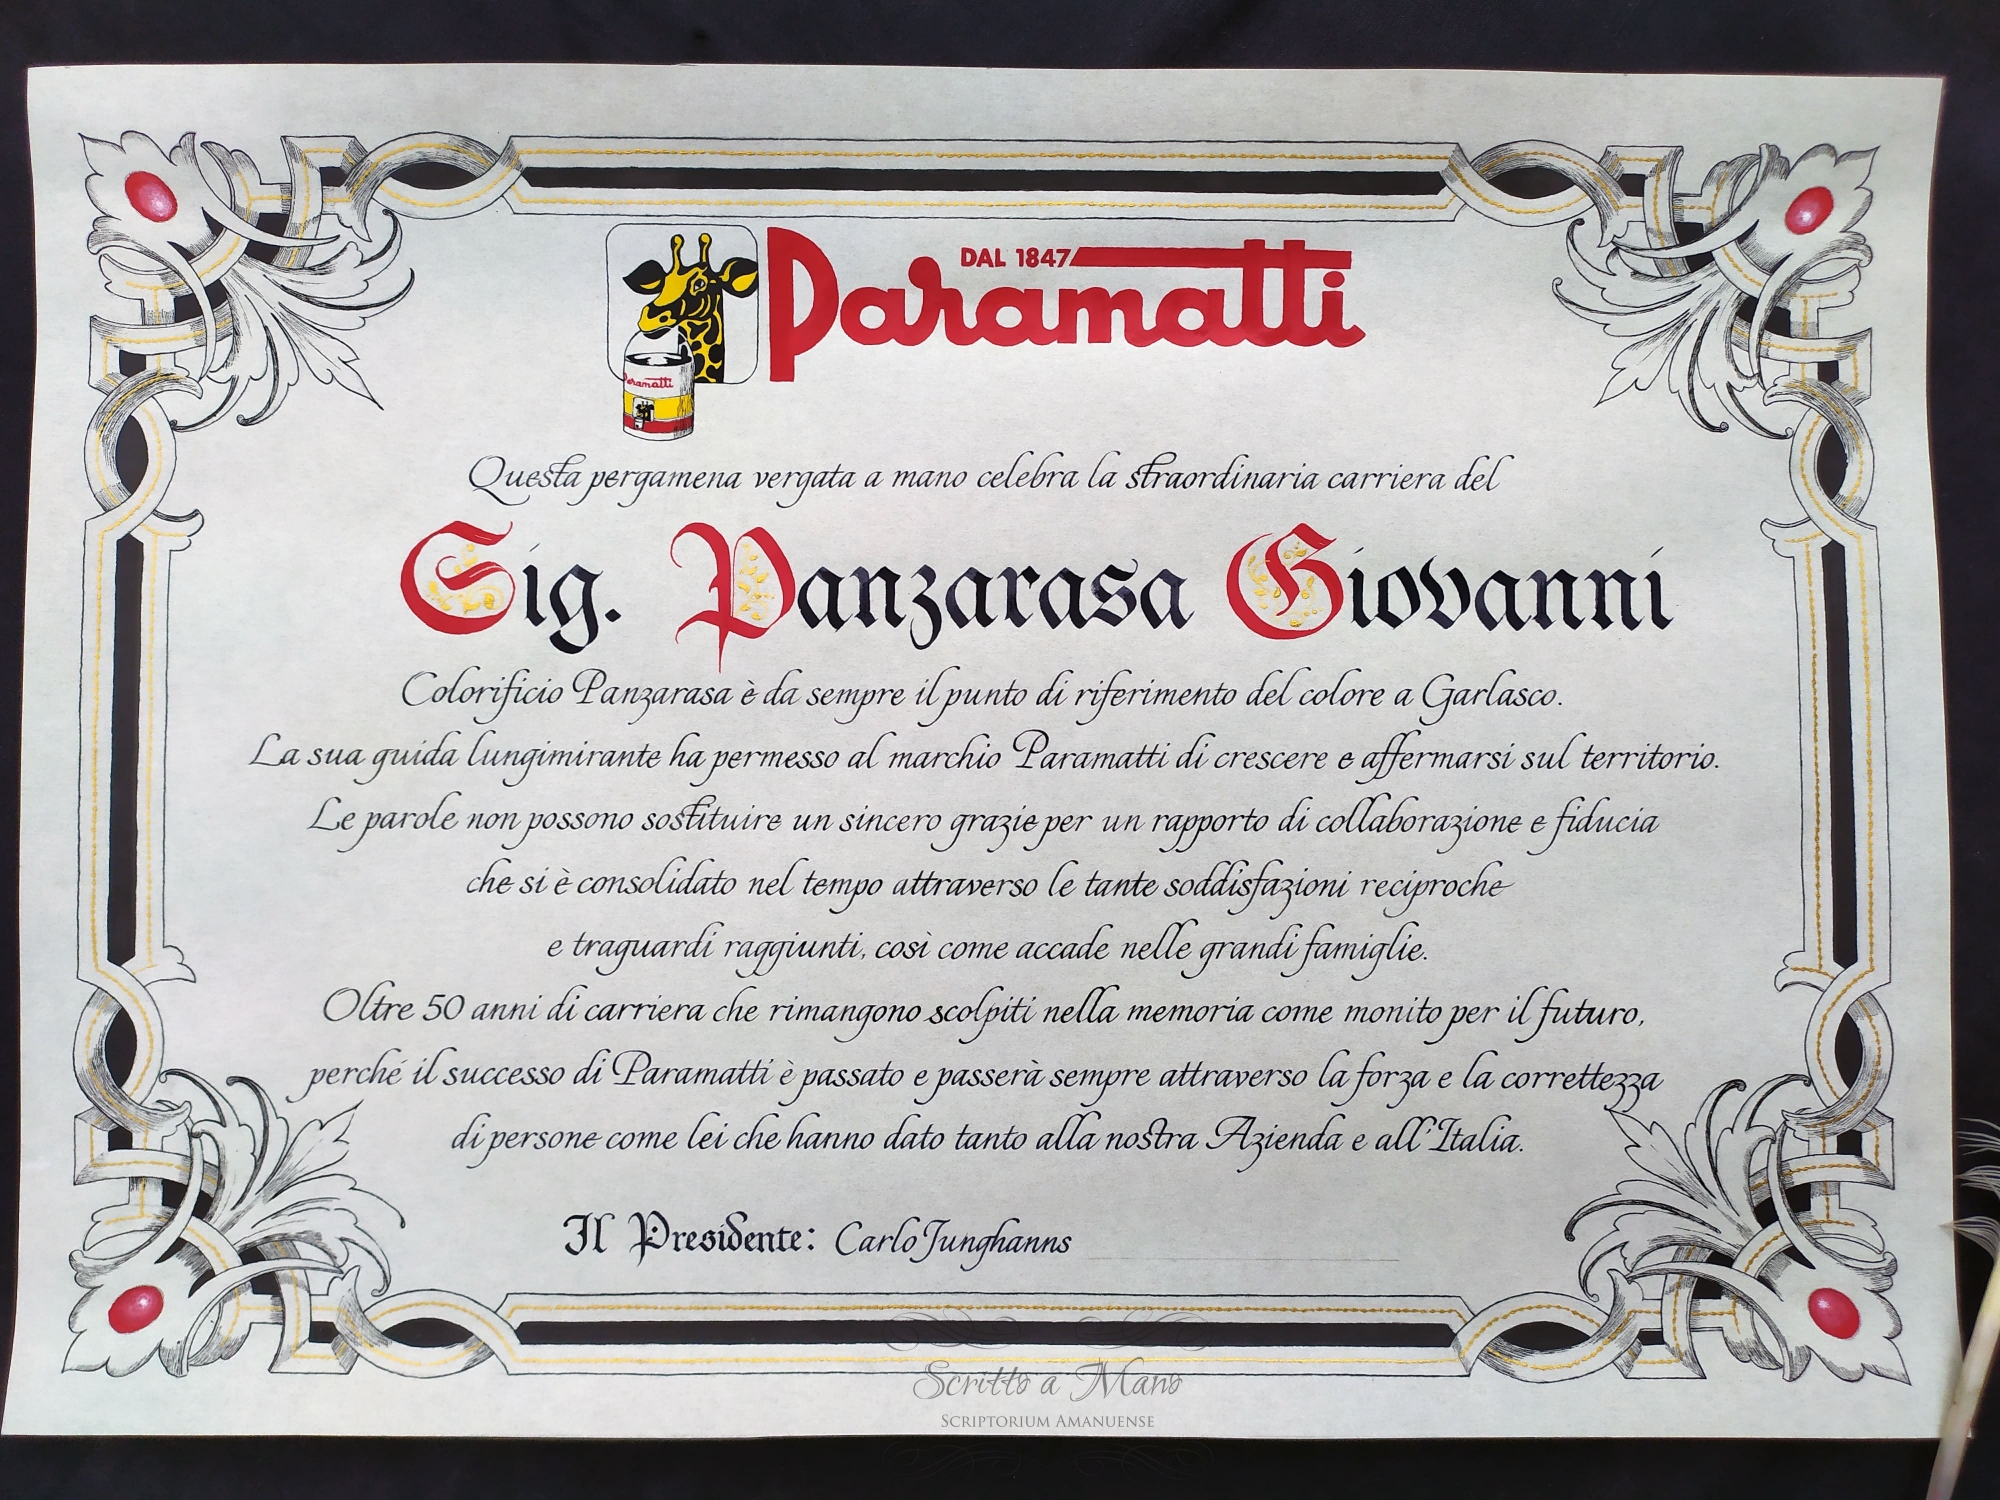 DAL 1847
Paramatti
Paramatti
Questa pergamena vergata a mano celebra la straordinaria carriera del
Sig. Panzarasa Giovanni
Colorificio Panzarasa è da sempre il punto di riferimento del colore a Garlasco.
La sua guida lungimirante ha permesso al marchio Paramatti di crescere e affermarsi sul territorio.
Le parole non possono sostituire un sincero grazie per un rapporto di collaborazione e fiducia
che si è consolidato nel tempo attraverso le tante soddisfazioni reciproche
e traguardi raggiunti, così come accade nelle grandi famiglie.
Oltre 50 anni di carriera che rimangono scolpiti nella memoria come monito per il futuro,
perché il successo di Paramatti è passato e passerà sempre attraverso la forza e la correttezza
di persone come lei che hanno dato tanto alla nostra Azienda e all'Italia.
Il Presidente: Carlo Junghanns
Scritto a Mano
SCRIPTORIUM AMANUENSE